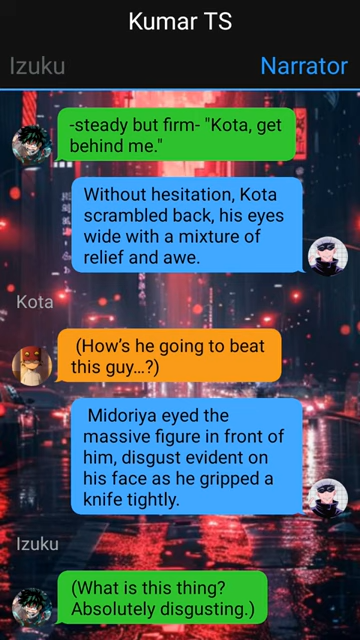 Kumar TS
Izuku
Narrator
-steady but firm- "Kota, get
behind me."
Without hesitation, Kota
scrambled back, his eyes
wide with a mixture of
relief and awe.
Kota
(How's he going to beat
this guy...?)
Midoriya eyed the
massive figure in front of
him, disgust evident on
his face as he gripped a
knife tightly.
Izuku
(What is this thing?
Absolutely disgusting.)